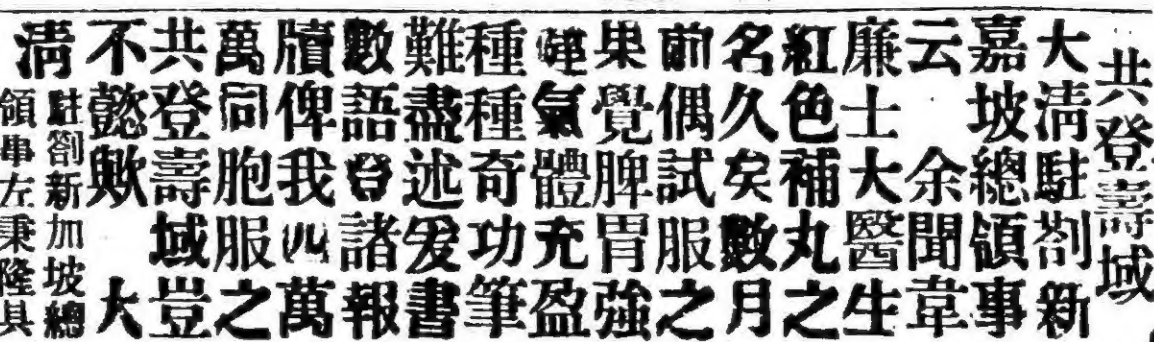 共登壽域
大清駐劄新
嘉坡總領事
云　余聞韋
廉士大醫生
紅色補丸之
名久矣數月
前偶試服之
果覺脾胃強
健氣體充盈
種種奇功筆
難盡述爰書
數語登諸報
牘俾我四萬
萬同胞服之
共登壽域豈
不懿歟　大
清
駐劄新加坡總
領事左秉隆具